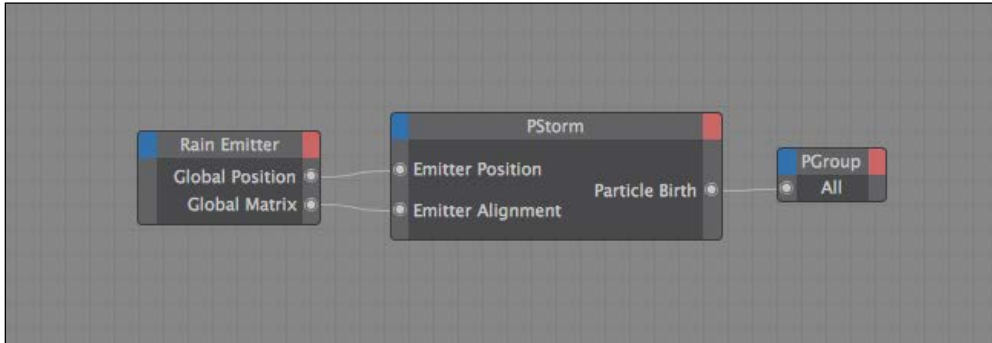 Rain Emitter
Global Position
Global Matrix
PStorm
Emitter Position
Particle Birth
Emitter Alignment
PGroup
All